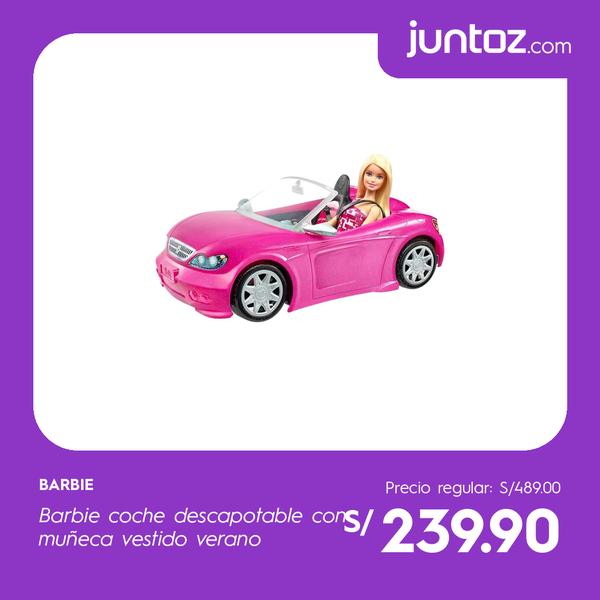 juntoz.com
BARBIE
Precio regular: S/489.00
Barbie coche descapotable con
muñeca vestido verano
S/ 239.90